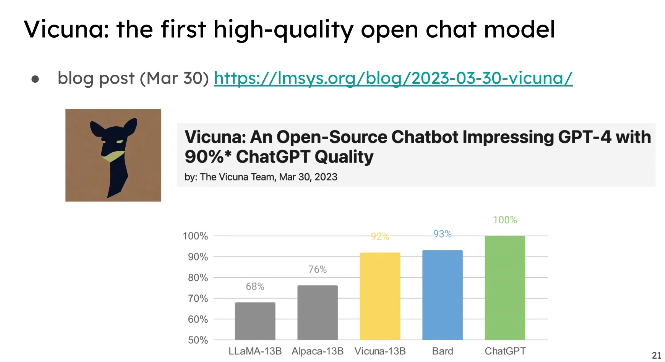 Vicuna: the first high-quality open chat model
● blog post (Mar 30) https://lmsys.org/blog/2023-03-30-vicuna/
Vicuna: An Open-Source Chatbot Impressing GPT-4 with
90%* ChatGPT Quality
by: The Vicuna Team, Mar 30, 2023
100%
90%
80%
70%
60%
50%
68%
76%
92%
93%
100%
LLaMA-13B Alpaca-13B Vicuna-13B Bard ChatGPT
21